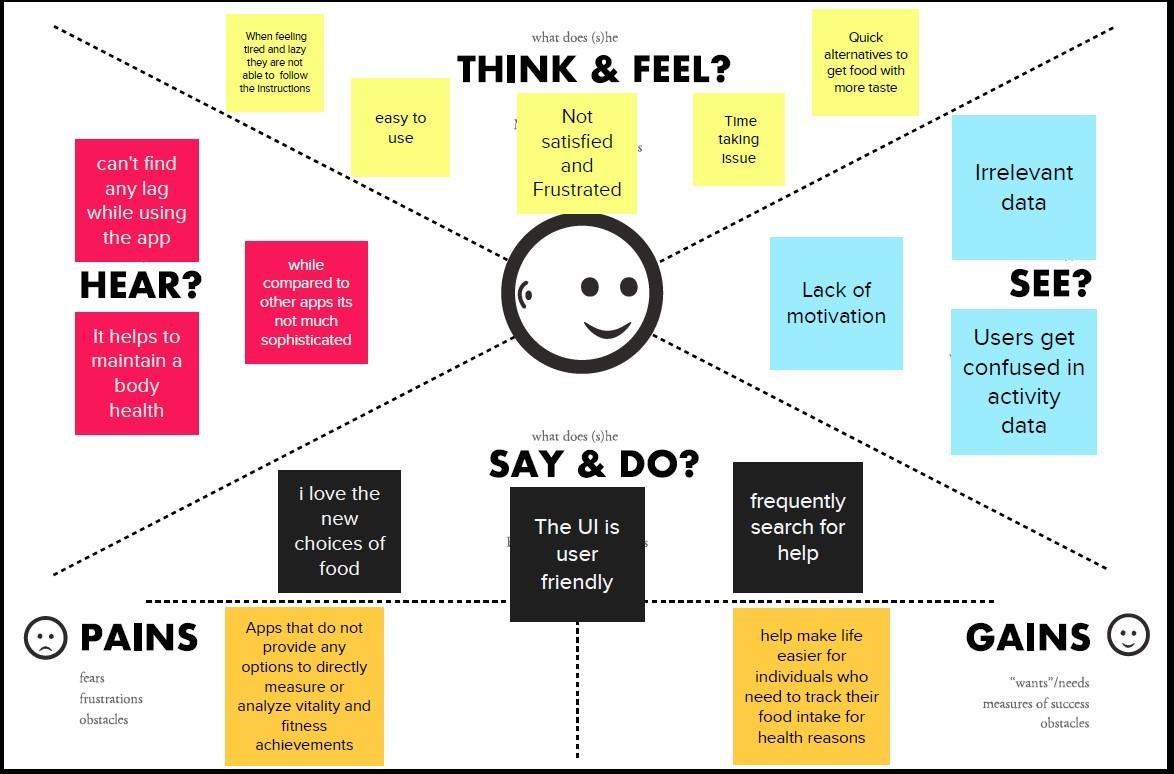 what does (s)he
THINK & FEEL?
When feeling
tired and lazy
they are not
able to follow
the instructions
easy to
use
Not
satisfied
and
Frustrated
Time
taking
issue
Quick
alternatives to
get food with
more taste
can't find
any lag
while using
the app
HEAR?
It helps to
maintain a
body
health
while
compared to
other apps its
not much
sophisticated
Irrelevant
data
Lack of
motivation
SEE?
Users get
confused in
activity
data
what does (s)he
SAY & DO?
i love the
new
choices of
food
The UI is
user
friendly
frequently
search for
help
PAINS
fears
frustrations
obstacles
Apps that do not
provide any
options to directly
measure or
analyze vitality and
fitness
achievements
help make life
easier for
individuals who
need to track their
food intake for
health reasons
GAINS
“wants”/needs
measures of success
obstacles